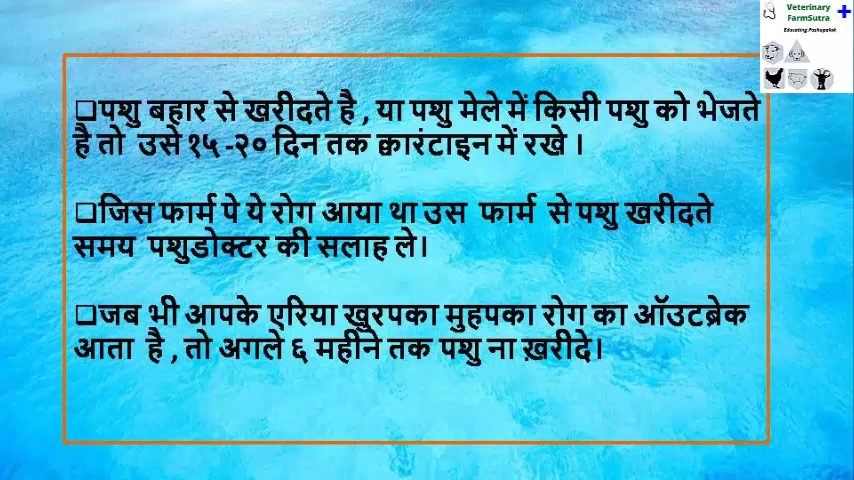 Veterinary
FarmSutra
Educating Pashupalak
❑पशु बहार से खरीदते है , या पशु मेले में किसी पशु को भेजते
है तो उसे १५ -२० दिन तक क्वारंटाइन में रखे ।
❑जिस फार्म पे ये रोग आया था उस फार्म से पशु खरीदते
समय पशुडोक्टर की सलाह ले।
❑जब भी आपके एरिया खुरपका मुहपका रोग का ऑउटब्रेक
आता है , तो अगले ६ महीने तक पशु ना ख़रीदे।